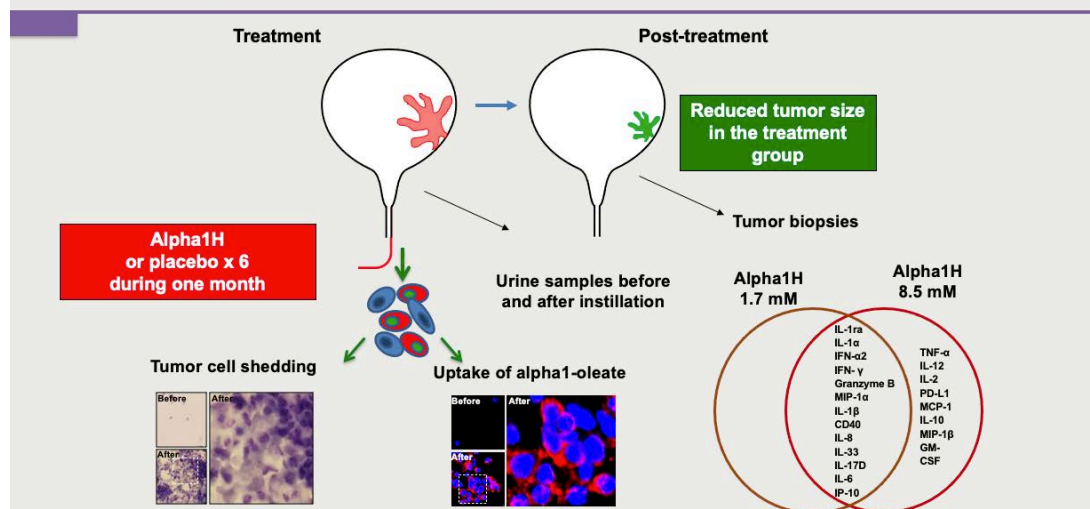 Treatment
Post-treatment
Reduced tumor size
in the treatment
group
Tumor biopsies
Alpha1H
or placebo x 6
during one month
Urine samples before
and after instillation
Tumor cell shedding
Before
After
After
Uptake of alpha1-oleate
Before
After
After
Alpha1H
1.7 mM
Alpha1H
8.5 mM
IL-1ra
IL-1α
IFN-α2
IFN- γ
Granzyme B
MIP-1α
IL-1β
CD40
IL-8
IL-33
IL-17D
IL-6
IP-10
TNF-α
IL-12
IL-2
PD-L1
MCP-1
IL-10
MIP-1β
GM-
CSF